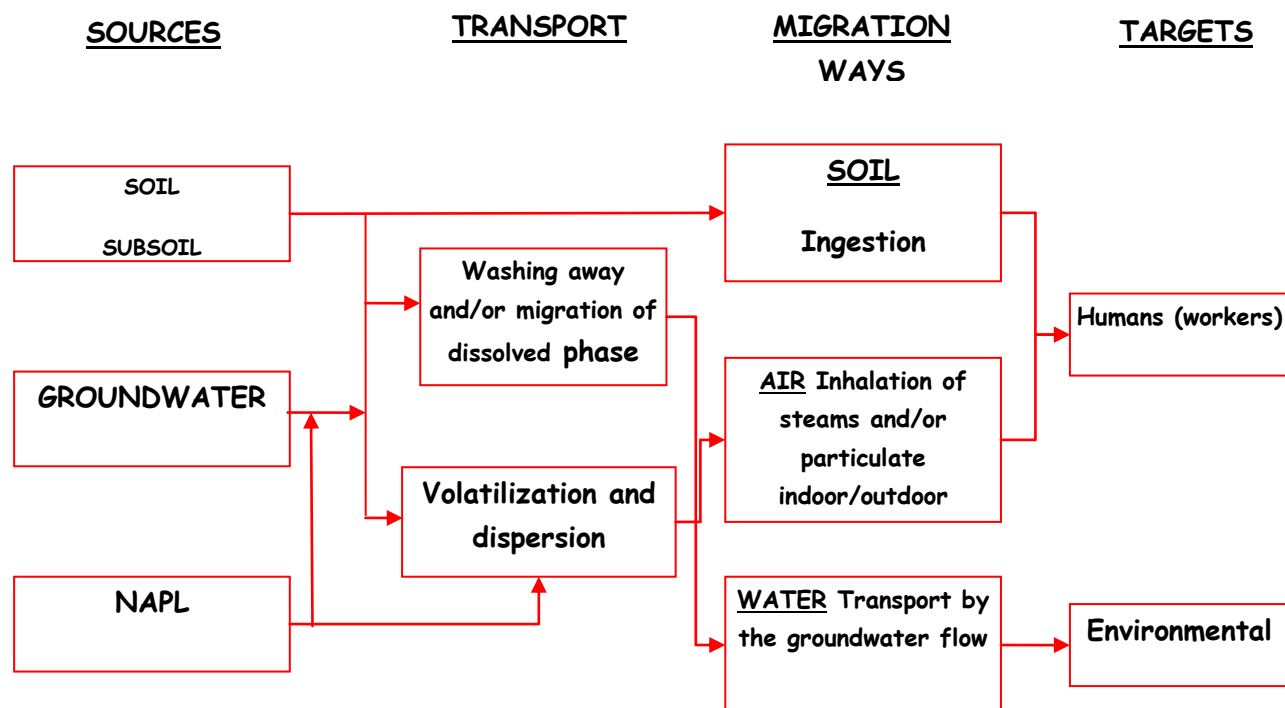 SOURCES
TRANSPORT
MIGRATION
WAYS
TARGETS
SOIL
SUBSOIL
GROUNDWATER
NAPL
Washing away
and/or migration of
dissolved phase
Volatilization and
dispersion
SOIL
Ingestion
AIR Inhalation of
steams and/or
particulate
indoor/outdoor
WATER Transport by
the groundwater flow
Humans (workers)
Environmental